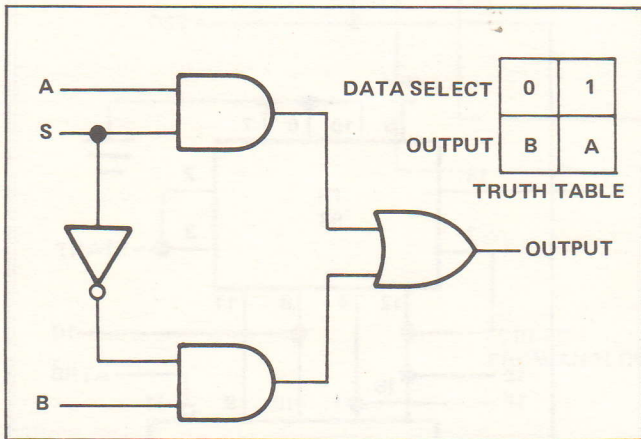 A
S
B
DATA SELECT 0 1
OUTPUT B A
TRUTH TABLE
OUTPUT